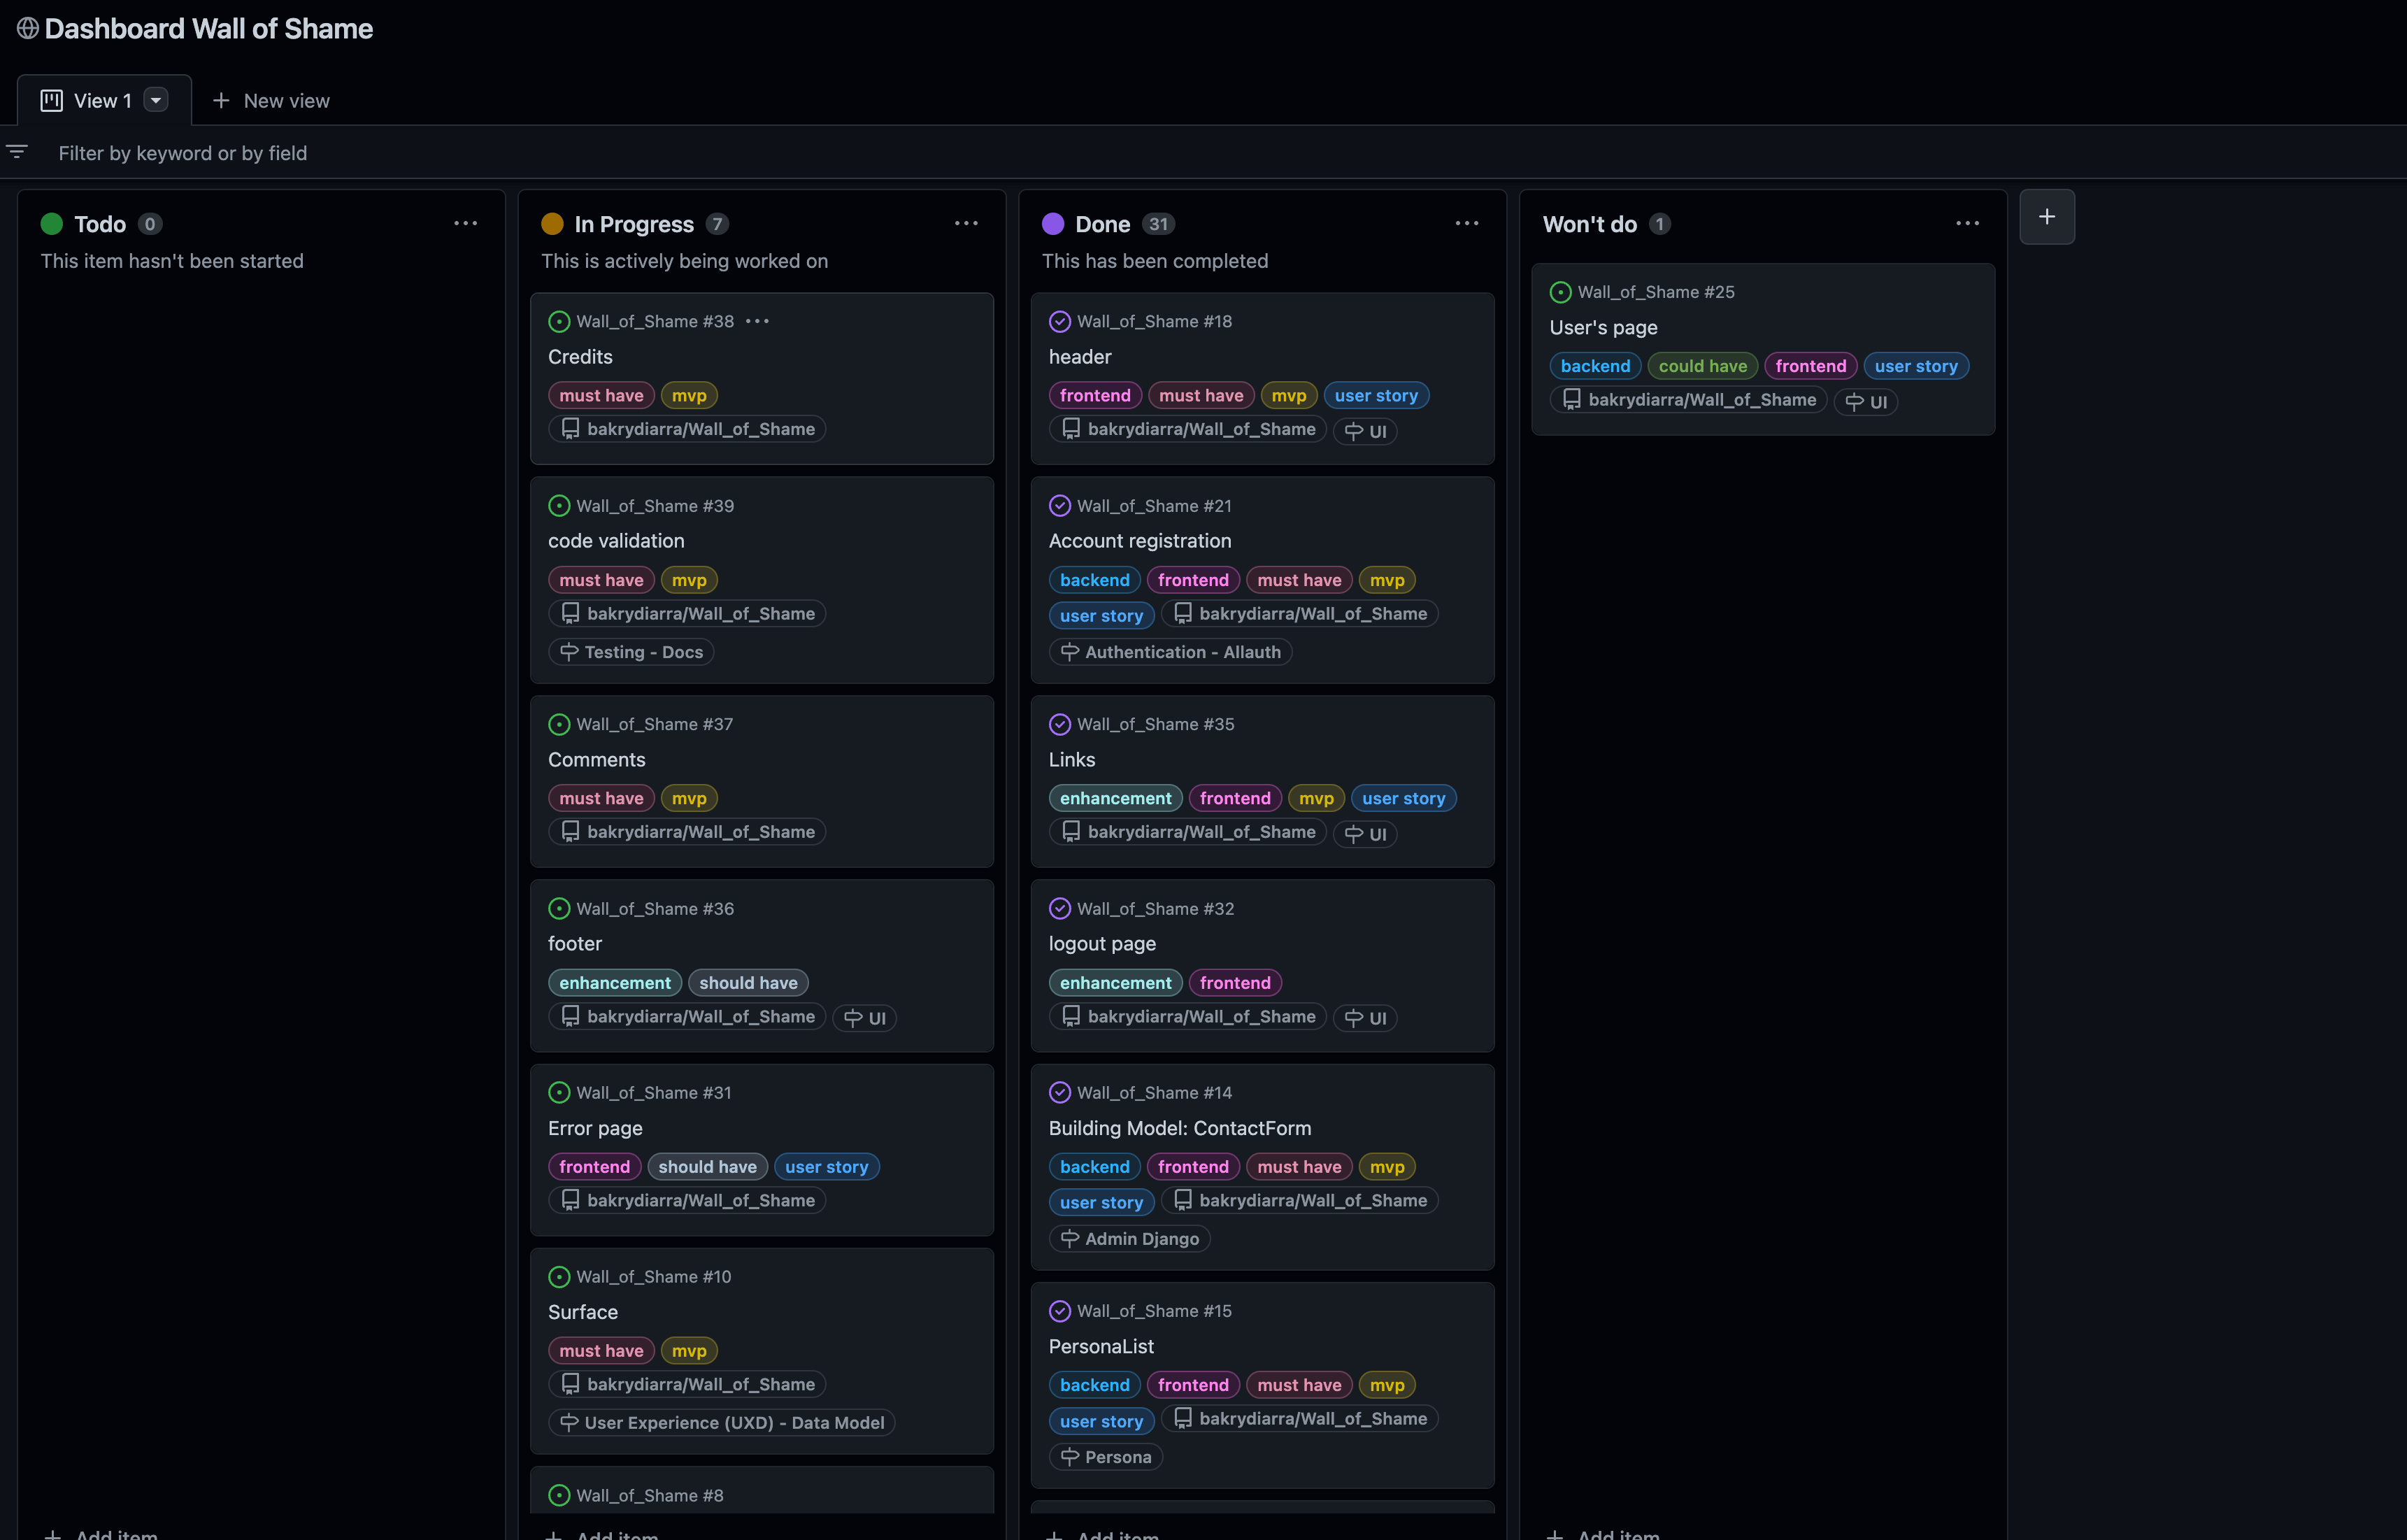 Dashboard Wall of Shame
View 1
New view
Filter by keyword or by field
Todo 0
This item hasn't been started
Add item
In Progress 7
This is actively being worked on
Wall_of_Shame #38
Credits
must have mvp
bakrydiarra/Wall_of_Shame
Wall_of_Shame #39
code validation
must have mvp
bakrydiarra/Wall_of_Shame
Testing - Docs
Wall_of_Shame #37
Comments
must have mvp
bakrydiarra/Wall_of_Shame
Wall_of_Shame #36
footer
enhancement should have
bakrydiarra/Wall_of_Shame UI
Wall_of_Shame #31
Error page
frontend should have user story
bakrydiarra/Wall_of_Shame
Wall_of_Shame #10
Surface
must have mvp
bakrydiarra/Wall_of_Shame
User Experience (UXD) - Data Model
Wall_of_Shame #8
Add item
Done 31
This has been completed
Wall_of_Shame #18
header
frontend must have mvp user story
bakrydiarra/Wall_of_Shame UI
Wall_of_Shame #21
Account registration
backend frontend must have mvp
user story bakrydiarra/Wall_of_Shame
Authentication - Allauth
Wall_of_Shame #35
Links
enhancement frontend mvp user story
bakrydiarra/Wall_of_Shame UI
Wall_of_Shame #32
logout page
enhancement frontend
bakrydiarra/Wall_of_Shame UI
Wall_of_Shame #14
Building Model: ContactForm
backend frontend must have mvp
user story bakrydiarra/Wall_of_Shame
Admin Django
Wall_of_Shame #15
PersonaList
backend frontend must have mvp
user story bakrydiarra/Wall_of_Shame
Persona
Add item
Won't do 1
Wall_of_Shame #25
User's page
backend could have frontend user story
bakrydiarra/Wall_of_Shame UI
Add item